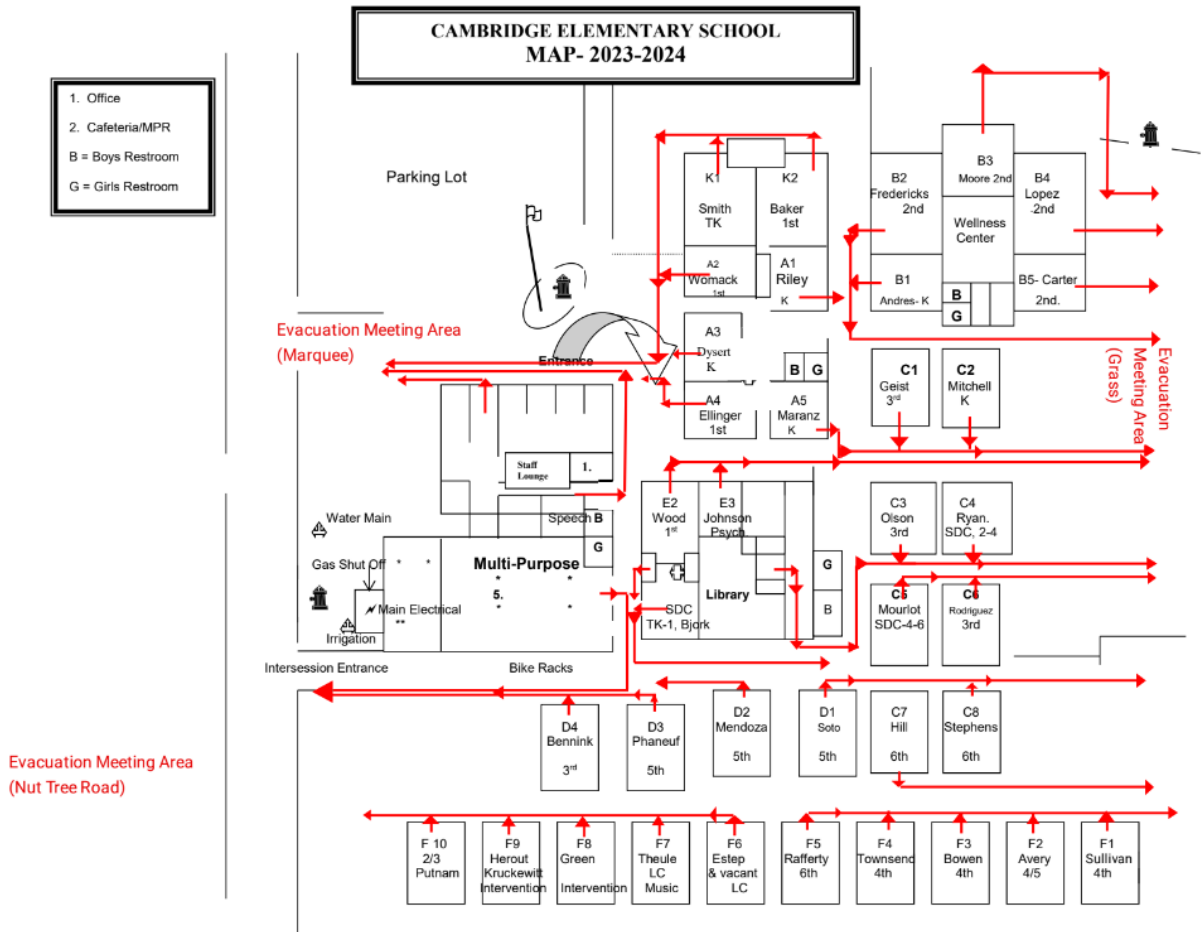 CAMBRIDGE ELEMENTARY SCHOOL
MAP- 2023-2024
1. Office
2. Cafeteria/MPR
B = Boys Restroom
G = Girls Restroom
Parking Lot
K1
Smith
TK
K2
Baker
1st
A2
Womack
1st
A1
Riley
K
B2
Fredericks
2nd
B3
Moore 2nd
B4
Lopez
.2nd
Wellness
Center
B1
Andres- K
B
G
B5- Carter
2nd.
Evacuation Meeting Area
(Marquee)
Entrance
A3
Dysert
K
B G
A4
Ellinger
1st
A5
Maranz
K
C1
Geist
3rd
C2
Mitchell
K
Evacuation
Meeting Area
(Grass)
Staff
Lounge
1.
Speech
B
G
E2
Wood
1st
E3
Johnson
Psych
C3
Olson
3rd
C4
Ryan.
SDC, 2-4
Water Main
Gas Shut Off
* *
Multi-Purpose
* *
5.
* *
Main Electrical
**
Irrigation
SDC
TK-1, Bjork
Library
G
B
C5
Mourlot
SDC-4-6
C6
Rodriguez
3rd
Intersession Entrance
Bike Racks
D4
Bennink
3rd
D3
Phaneuf
5th
D2
Mendoza
5th
D1
Soto
5th
C7
Hill
6th
C8
Stephens
6th
Evacuation Meeting Area
(Nut Tree Road)
F 10
2/3
Putnam
F9
Herout
Kruckewitt
Intervention
F8
Green
Intervention
F7
Theule
LC
Music
F6
Estep
& vacant
LC
F5
Rafferty
6th
F4
Townsend
4th
F3
Bowen
4th
F2
Avery
4/5
F1
Sullivan
4th